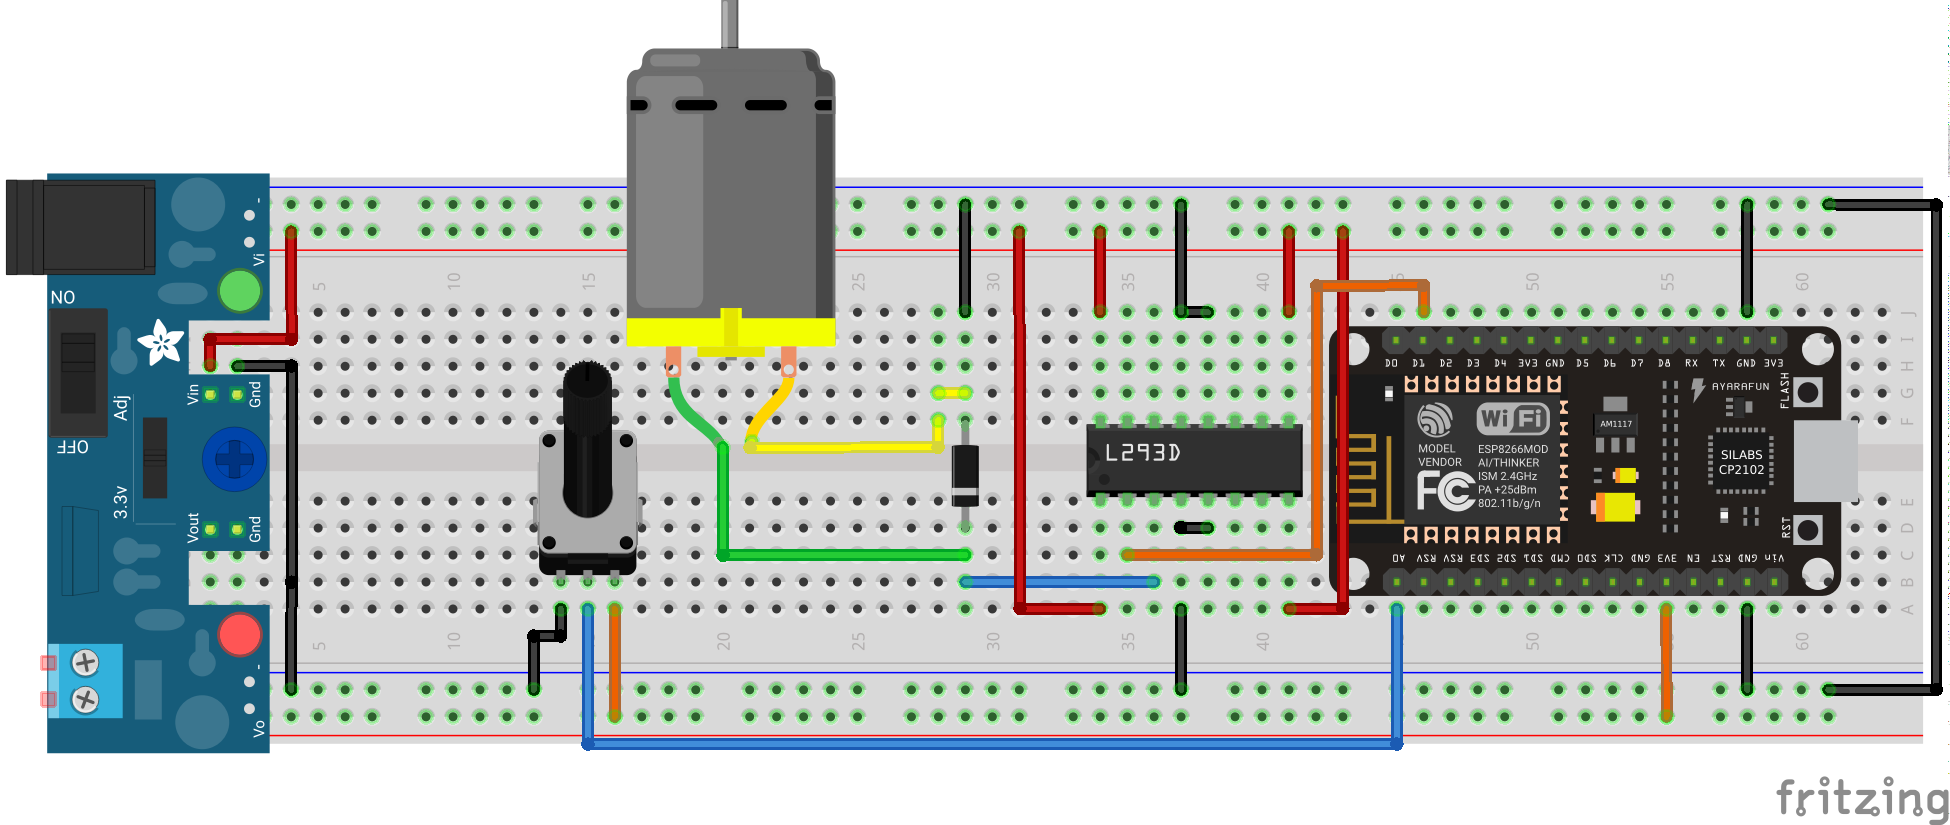 -
Vi
ON
OFF
Adj
3.3v
Vin
Gnd
Vout
Gnd
-
Vo
5
10
15
25
30
35
40
45
50
55
60
J
I
H
G
F
E
D
C
B
A
5
10
20
25
30
35
40
50
55
60
L293D
D0 D1 D2 D3 D4 3V3 GND D5 D6 D7 D8 RX TX GND 3V3
WiFi
MODEL
VENDOR
ESP8266MOD
AI/THINKER
ISM 2.4GHz
PA +25dBm
802.11b/g/n
FC
AM1117
AYARAFUN
FLASH
SILABS
CP2102
RST
A0 RSV RSV SD3 SD2 SD1 CMD SD0 CLK GND 3V3 EN RST GND Vin
fritzing